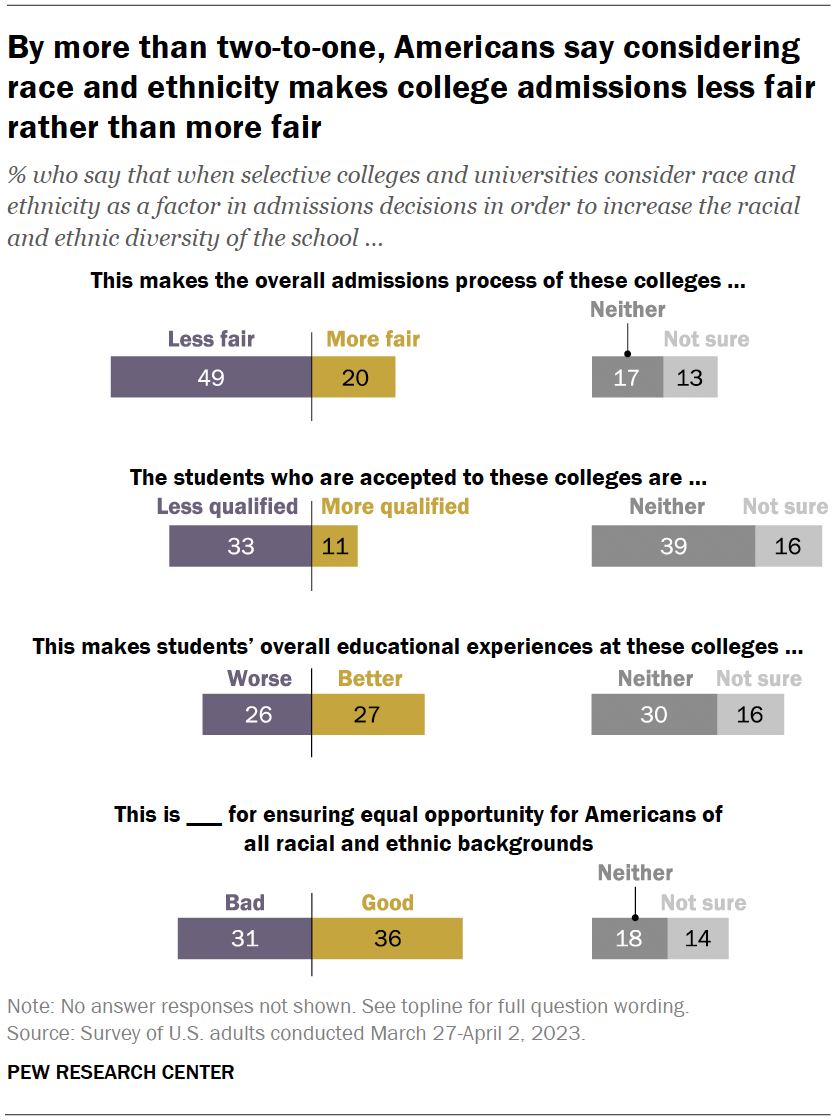 By more than two-to-one, Americans say considering
race and ethnicity makes college admissions less fair
rather than more fair
% who say that when selective colleges and universities consider race and
ethnicity as a factor in admissions decisions in order to increase the racial
and ethnic diversity of the school ...
This makes the overall admissions process of these colleges ...
Neither
Less fair More fair Not sure
49 20 17 13
The students who are accepted to these colleges are ...
Less qualified More qualified Neither Not sure
33 11 39 16
This makes students’ overall educational experiences at these colleges ...
Worse Better Neither Not sure
26 27 30 16
This is ___ for ensuring equal opportunity for Americans of
all racial and ethnic backgrounds
Neither
Bad Good Not sure
31 36 18 14
Note: No answer responses not shown. See topline for full question wording.
Source: Survey of U.S. adults conducted March 27-April 2, 2023.
PEW RESEARCH CENTER